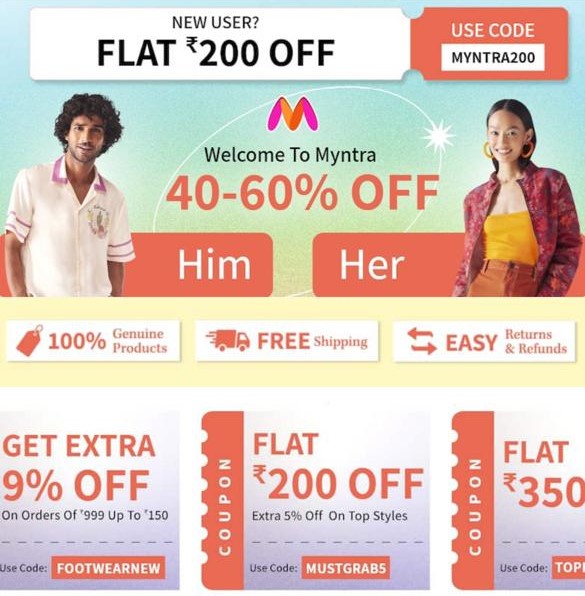 NEW USER?
FLAT ₹200 OFF
USE CODE
MYNTRA200
Welcome To Myntra
40-60% OFF
Him
Her
100% Genuine Products
FREE Shipping
EASY Returns & Refunds
GET EXTRA
9% OFF
On Orders Of ₹999 Up To ₹150
Use Code: FOOTWEARNEW
COUPON
FLAT
₹200 OFF
Extra 5% Off On Top Styles
Use Code: MUSTGRAB5
COUPON
FLAT
₹350
Use Code: